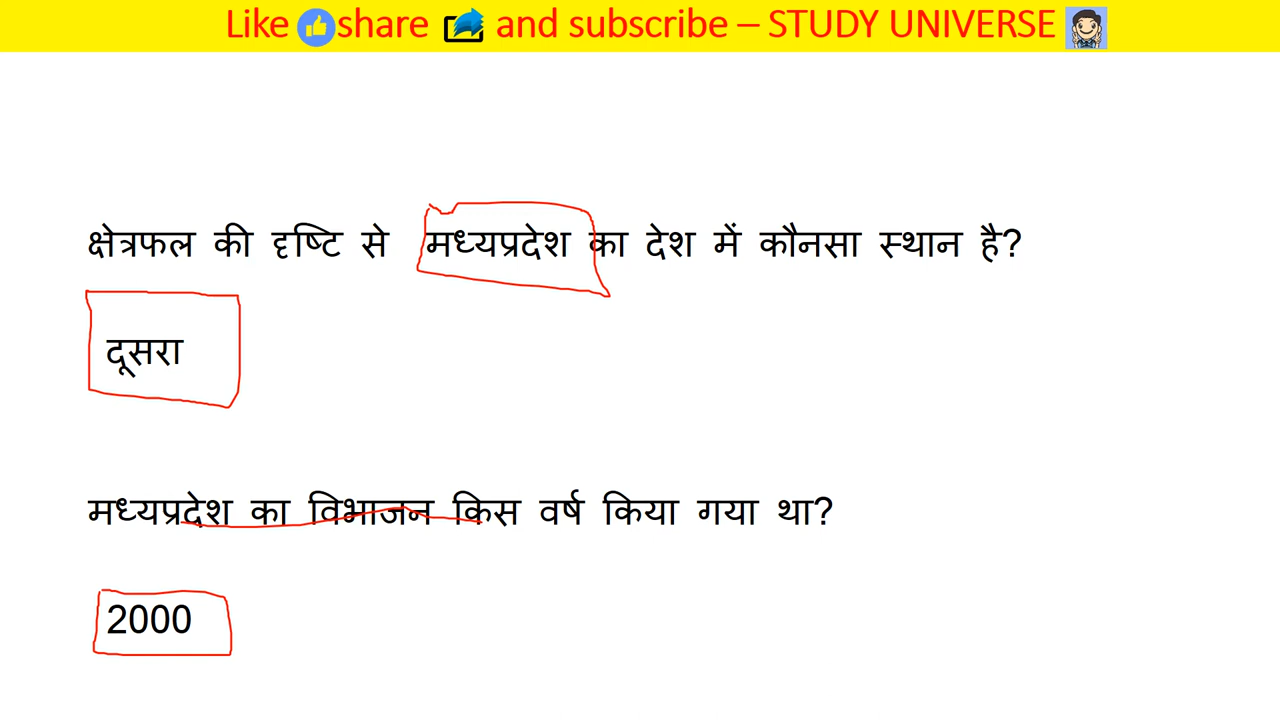 Like share and subscribe – STUDY UNIVERSE
क्षेत्रफल की दृष्टि से मध्यप्रदेश का देश में कौनसा स्थान है?
दूसरा
मध्यप्रदेश का विभाजन किस वर्ष किया गया था?
2000